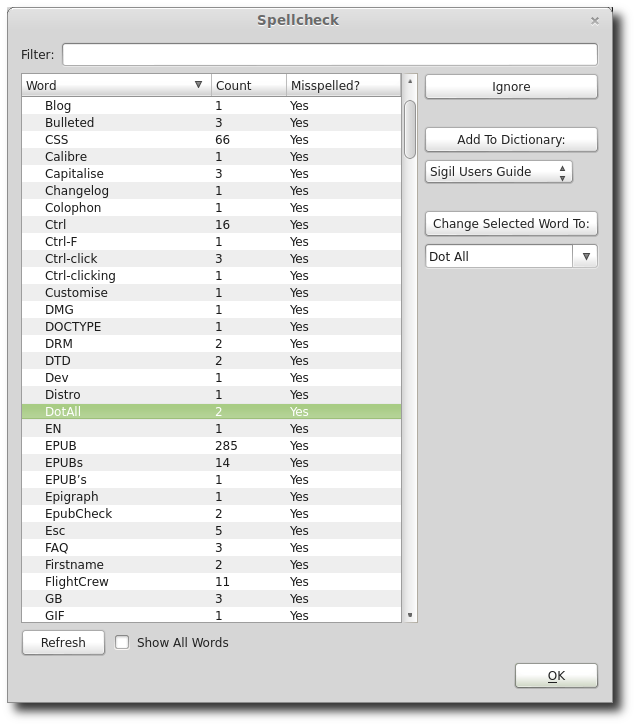 Spellcheck
Filter:
Word Count Misspelled?
Blog 1 Yes
Bulleted 3 Yes
CSS 66 Yes
Calibre 1 Yes
Capitalise 3 Yes
Changelog 1 Yes
Colophon 1 Yes
Ctrl 16 Yes
Ctrl-F 1 Yes
Ctrl-click 3 Yes
Ctrl-clicking 1 Yes
Customise 1 Yes
DMG 1 Yes
DOCTYPE 1 Yes
DRM 2 Yes
DTD 2 Yes
Dev 1 Yes
Distro 1 Yes
DotAll 2 Yes
EN 1 Yes
EPUB 285 Yes
EPUBs 14 Yes
EPUB’s 1 Yes
Epigraph 1 Yes
EpubCheck 2 Yes
Esc 5 Yes
FAQ 3 Yes
Firstname 2 Yes
FlightCrew 11 Yes
GB 3 Yes
GIF 1 Yes
Ignore
Add To Dictionary:
Sigil Users Guide
Change Selected Word To:
Dot All
Refresh Show All Words
OK